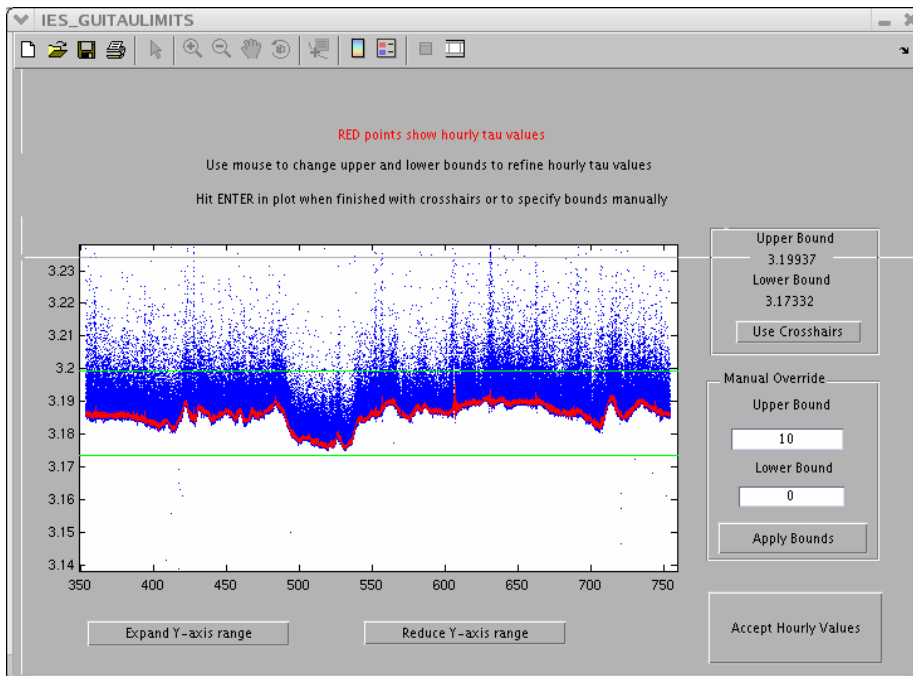 IES_GUITAULIMITS
RED points show hourly tau values
Use mouse to change upper and lower bounds to refine hourly tau values
Hit ENTER in plot when finished with crosshairs or to specify bounds manually
3.23
3.22
3.21
3.2
3.19
3.18
3.17
3.16
3.15
3.14
350 400 450 500 550 600 650 700 750
Expand Y-axis range
Reduce Y-axis range
Upper Bound
3.19937
Lower Bound
3.17332
Use Crosshairs
Manual Override
Upper Bound
10
Lower Bound
0
Apply Bounds
Accept Hourly Values